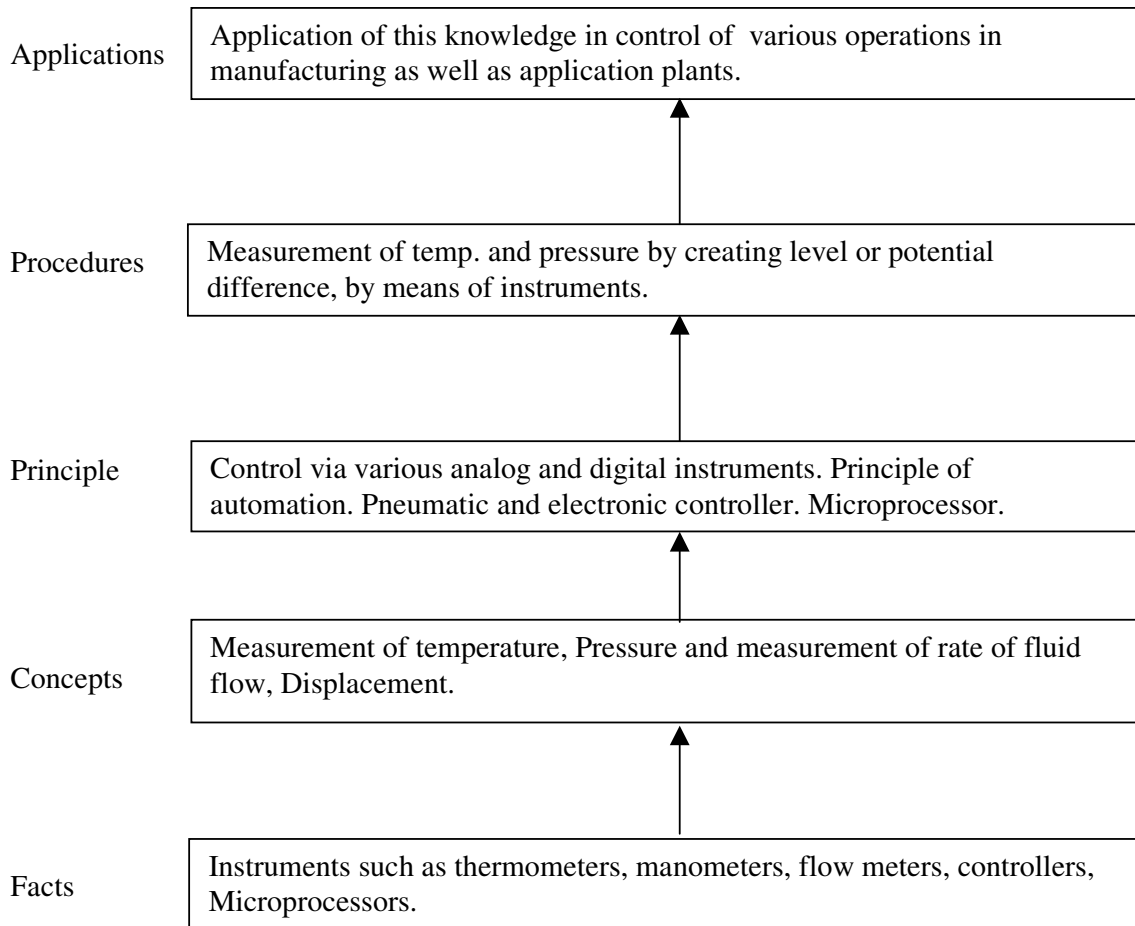 Applications
Application of this knowledge in control of  various operations in
manufacturing as well as application plants.
Procedures
Measurement of temp. and pressure by creating level or potential
difference, by means of instruments.
Principle
Control via various analog and digital instruments. Principle of
automation. Pneumatic and electronic controller. Microprocessor.
Concepts
Measurement of temperature, Pressure and measurement of rate of fluid
flow, Displacement.
Facts
Instruments such as thermometers, manometers, flow meters, controllers,
Microprocessors.